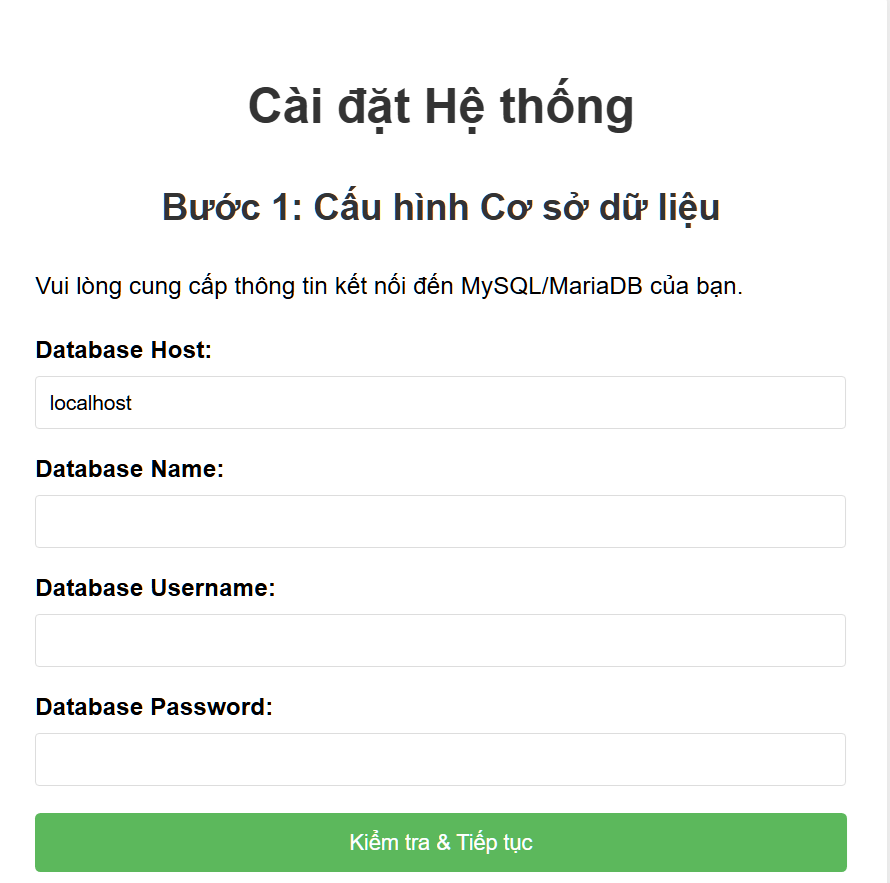 Cài đặt Hệ thống
Bước 1: Cấu hình Cơ sở dữ liệu
Vui lòng cung cấp thông tin kết nối đến MySQL/MariaDB của bạn.
Database Host:
localhost
Database Name:
Database Username:
Database Password:
Kiểm tra & Tiếp tục